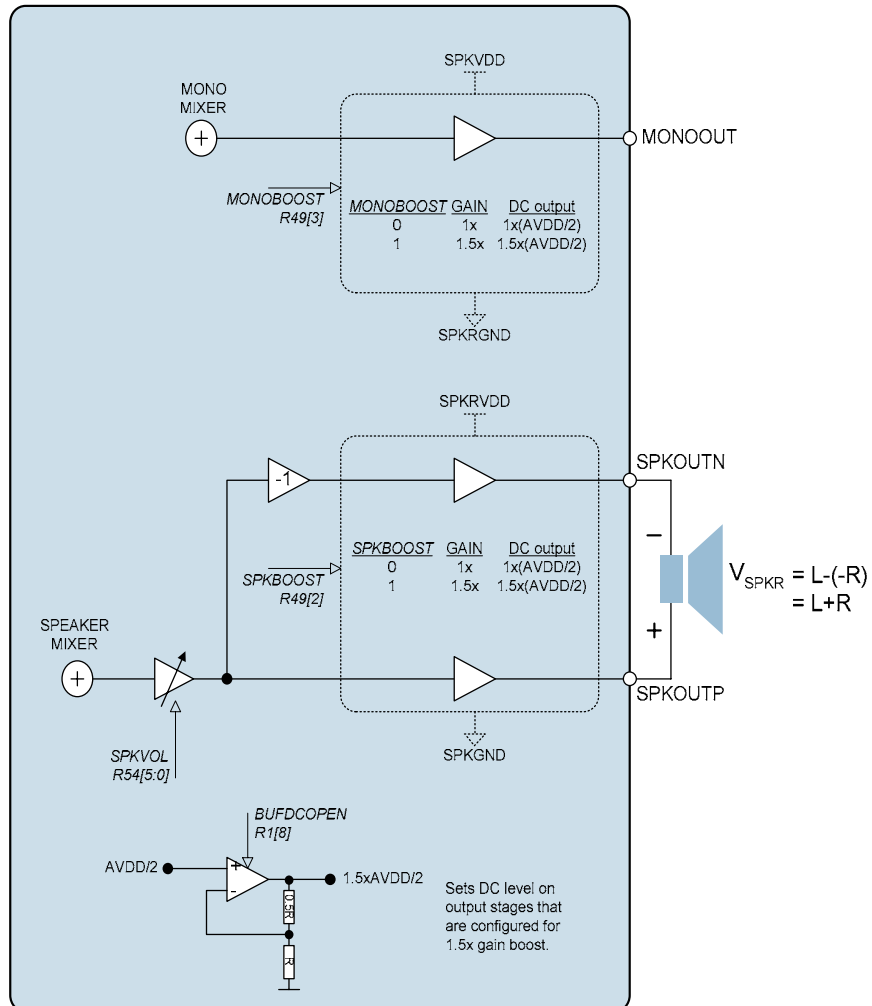 SPKVDD
MONO
MIXER
+
MONOOUT
MONOBOOST
R49[3]
MONOBOOST GAIN DC output
0 1x 1x(AVDD/2)
1 1.5x 1.5x(AVDD/2)
SPKRGND
SPKRVDD
-1
SPKOUTN
SPKBOOST
R49[2]
SPKBOOST GAIN DC output
0 1x 1x(AVDD/2)
1 1.5x 1.5x(AVDD/2)
−
+
VSPKR = L-(-R)
= L+R
SPEAKER
MIXER
+
SPKOUTP
SPKGND
SPKVOL
R54[5:0]
BUFDCOPEN
R1[8]
AVDD/2
+
-
1.5xAVDD/2
0.5R
R
Sets DC level on
output stages that
are configured for
1.5x gain boost.